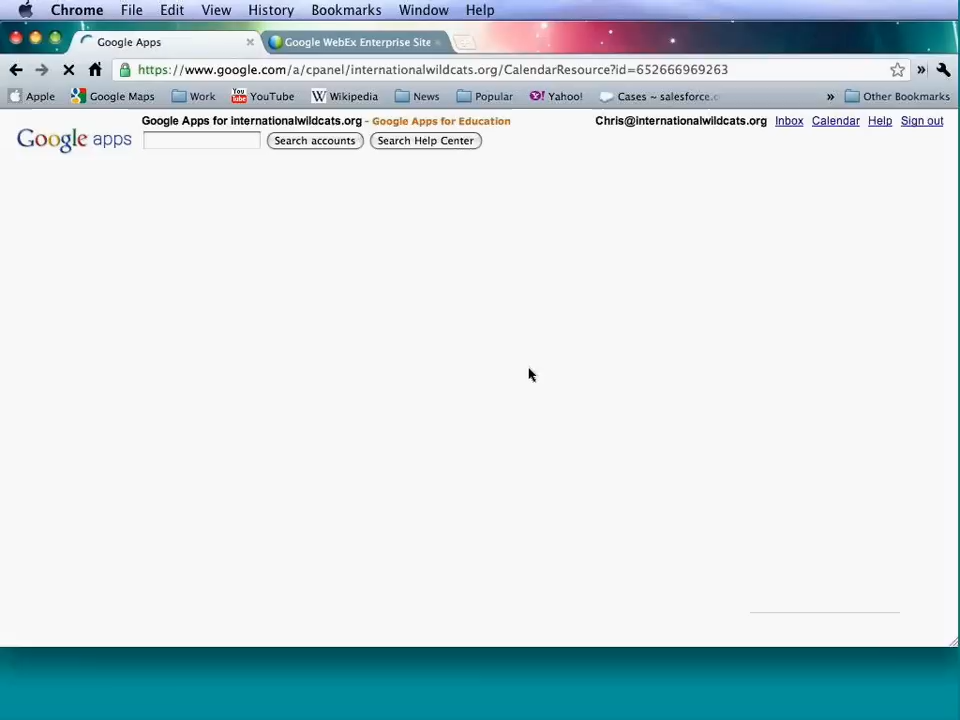 Chrome File Edit View History Bookmarks Window Help
Google Apps Google WebEx Enterprise Site
https://www.google.com/a/cpanel/internationalwildcats.org/CalendarResource?id=652666969263
Apple Google Maps Work YouTube Wikipedia News Popular Yahoo! Cases ~ salesforce.c » Other Bookmarks
Google Apps for internationalwildcats.org - Google Apps for Education Chris@internationalwildcats.org Inbox Calendar Help Sign out
Google apps Search accounts Search Help Center